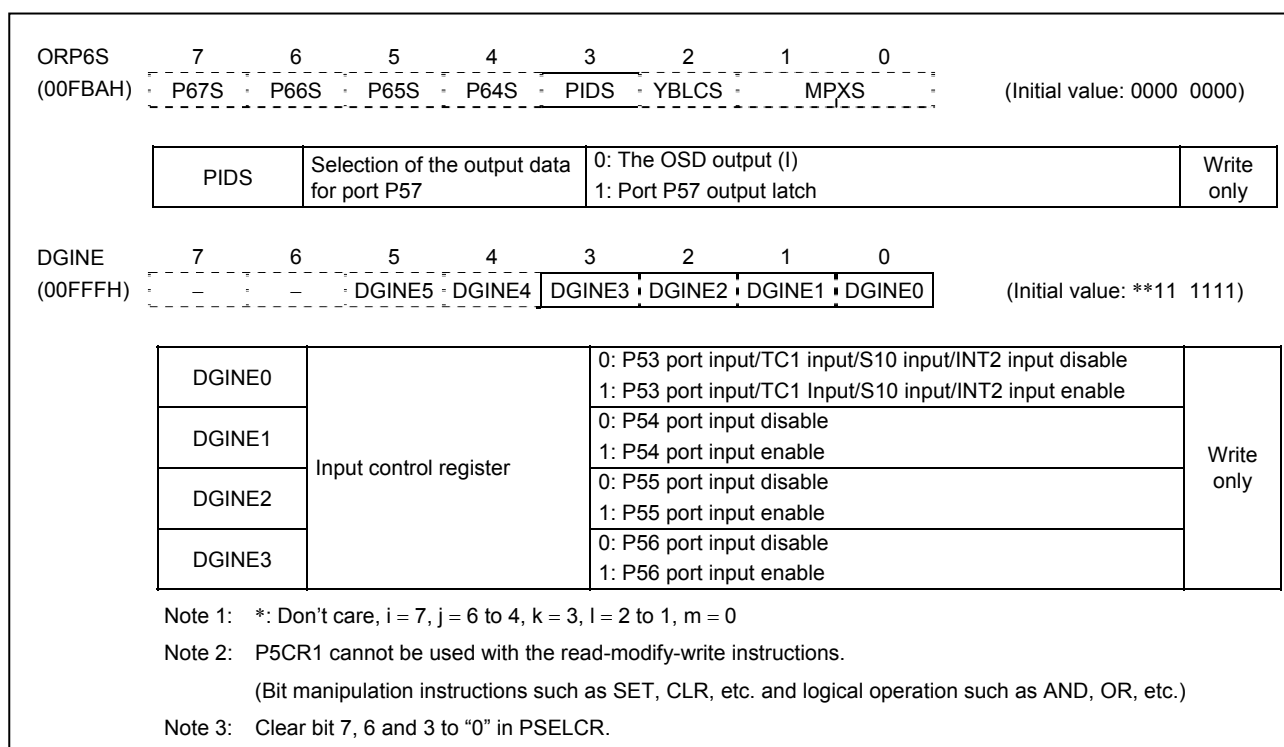 ORP6S 7 6 5 4 3 2 1 0
(00FBAH) P67S P66S P65S P64S PIDS YBLCS MPXS (Initial value: 0000 0000)
PIDS Selection of the output data for port P57 0: The OSD output (I) Write only
1: Port P57 output latch
DGINE 7 6 5 4 3 2 1 0
(00FFFH) – – DGINE5 DGINE4 DGINE3 DGINE2 DGINE1 DGINE0 (Initial value: **11 1111)
DGINE0 Input control register 0: P53 port input/TC1 input/S10 input/INT2 input disable Write only
1: P53 port input/TC1 Input/S10 input/INT2 input enable
DGINE1 0: P54 port input disable
1: P54 port input enable
DGINE2 0: P55 port input disable
1: P55 port input enable
DGINE3 0: P56 port input disable
1: P56 port input enable
Note 1: *: Don't care, i = 7, j = 6 to 4, k = 3, l = 2 to 1, m = 0
Note 2: P5CR1 cannot be used with the read-modify-write instructions.
(Bit manipulation instructions such as SET, CLR, etc. and logical operation such as AND, OR, etc.)
Note 3: Clear bit 7, 6 and 3 to “0” in PSELCR.